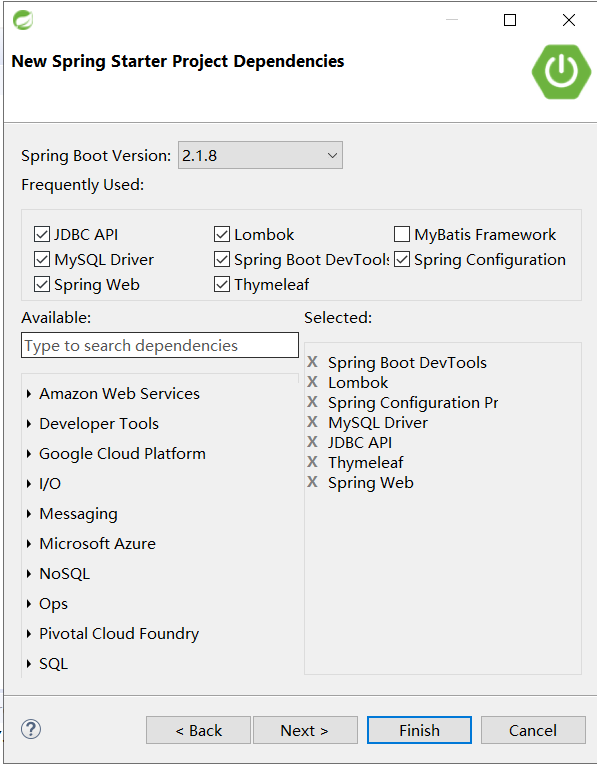 New Spring Starter Project Dependencies
Spring Boot Version: 2.1.8
Frequently Used:
JDBC API Lombok MyBatis Framework
MySQL Driver Spring Boot DevTools Spring Configuration
Spring Web Thymeleaf
Available: Selected:
Type to search dependencies
X Spring Boot DevTools
X Lombok
X Spring Configuration Pr
X MySQL Driver
X JDBC API
X Thymeleaf
X Spring Web
Amazon Web Services
Developer Tools
Google Cloud Platform
I/O
Messaging
Microsoft Azure
NoSQL
Ops
Pivotal Cloud Foundry
SQL
? < Back Next > Finish Cancel